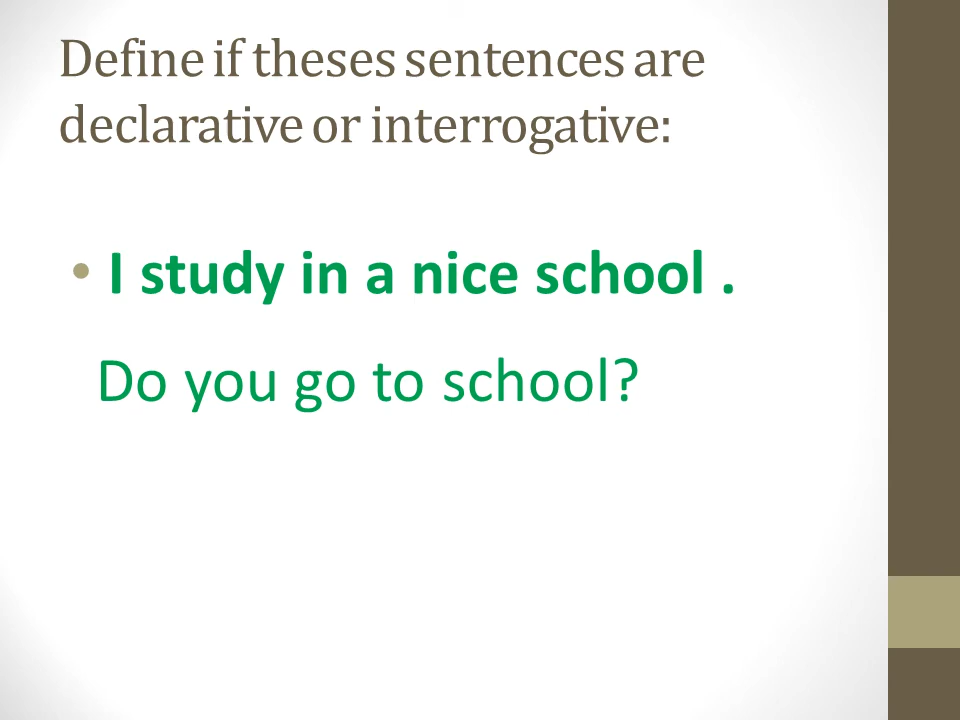 Define if theses sentences are
declarative or interrogative:
• I study in a nice school .
Do you go to school?